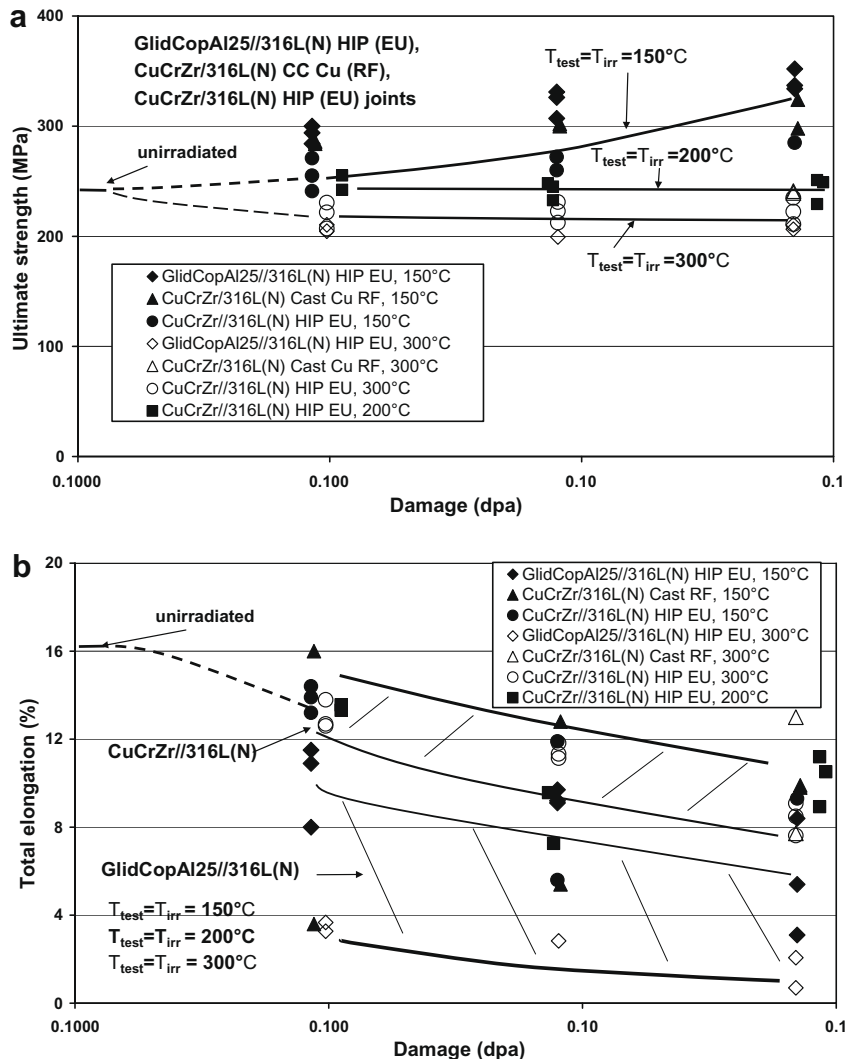 a
400
300
200
100
0
Ultimate strength (MPa)
GlidCopAl25//316L(N) HIP (EU),
CuCrZr/316L(N) CC Cu (RF),
CuCrZr/316L(N) HIP (EU) joints
Ttest=Tirr=150°C
unirradiated
Ttest=Tirr=200°C
Ttest=Tirr=300°C
GlidCopAl25//316L(N) HIP EU, 150°C
CuCrZr/316L(N) Cast Cu RF, 150°C
CuCrZr//316L(N) HIP EU, 150°C
GlidCopAl25//316L(N) HIP EU, 300°C
CuCrZr/316L(N) Cast Cu RF, 300°C
CuCrZr//316L(N) HIP EU, 300°C
CuCrZr//316L(N) HIP EU, 200°C
0.1000 0.100 0.10 0.1
Damage (dpa)
b
20
16
12
8
4
0
Total elongation (%)
GlidCopAl25//316L(N) HIP EU, 150°C
CuCrZr/316L(N) Cast RF, 150°C
CuCrZr//316L(N) HIP EU, 150°C
GlidCopAl25//316L(N) HIP EU, 300°C
CuCrZr/316L(N) Cast RF, 300°C
CuCrZr//316L(N) HIP EU, 300°C
CuCrZr//316L(N) HIP EU, 200°C
unirradiated
CuCrZr//316L(N)
GlidCopAl25//316L(N)
Ttest=Tirr = 150°C
Ttest=Tirr = 200°C
Ttest=Tirr = 300°C
0.1000 0.100 0.10 0.1
Damage (dpa)